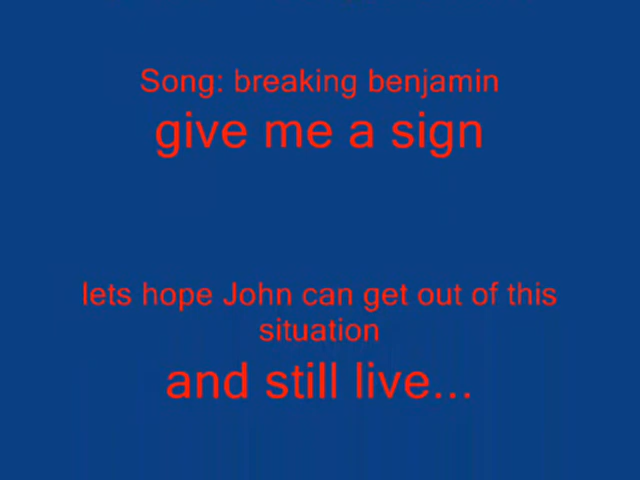 Song: breaking benjamin
give me a sign
lets hope John can get out of this
situation
and still live...